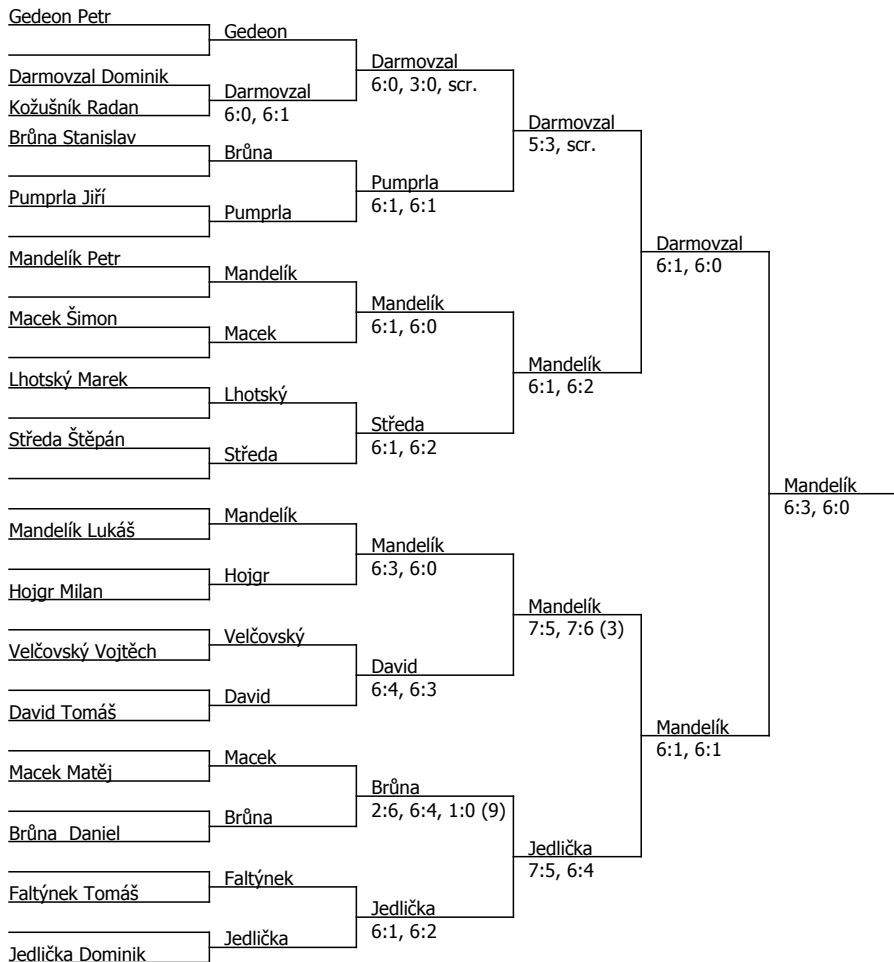 Gedeon Petr
Gedeon
Darmovzal
6:0, 3:0, scr.
Darmovzal Dominik
Darmovzal
Kožušník Radan
6:0, 6:1
Darmovzal
5:3, scr.
Brůna Stanislav
Brůna
Pumprla
6:1, 6:1
Pumprla Jiří
Pumprla
Darmovzal
6:1, 6:0
Mandelík Petr
Mandelík
Mandelík
6:1, 6:0
Macek Šimon
Macek
Mandelík
6:1, 6:2
Lhotský Marek
Lhotský
Středa
6:1, 6:2
Středa Štěpán
Středa
Mandelík
6:3, 6:0
Mandelík
Mandelík Lukáš
Mandelík
6:3, 6:0
Hojgr
Hojgr Milan
Mandelík
7:5, 7:6 (3)
Velčovský
Velčovský Vojtěch
David
6:4, 6:3
David
David Tomáš
Mandelík
6:1, 6:1
Macek
Macek Matěj
Brůna
2:6, 6:4, 1:0 (9)
Brůna
Brůna  Daniel
Jedlička
7:5, 6:4
Faltýnek
Faltýnek Tomáš
Jedlička
6:1, 6:2
Jedlička
Jedlička Dominik